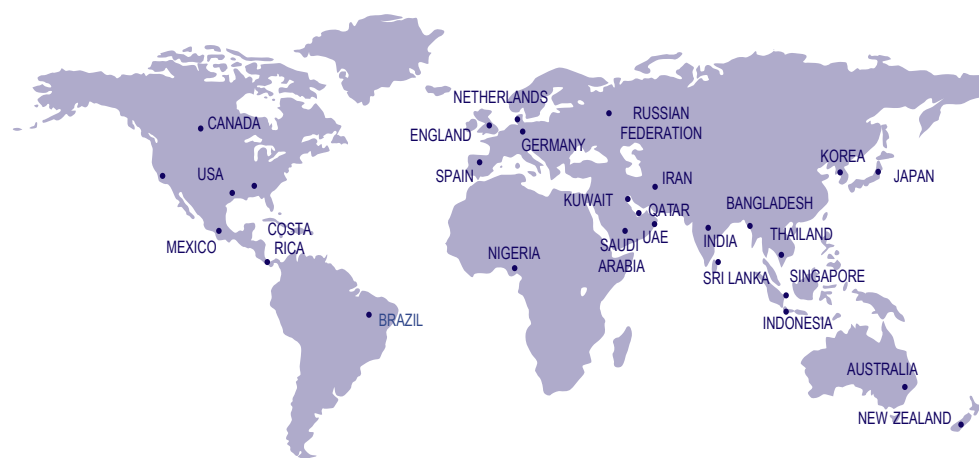 NETHERLANDS
CANADA
ENGLAND
RUSSIAN
FEDERATION
GERMANY
KOREA
USA
SPAIN
IRAN
JAPAN
KUWAIT
QATAR
BANGLADESH
MEXICO
COSTA
RICA
NIGERIA
SAUDI
ARABIA
UAE
INDIA
THAILAND
SRI LANKA
SINGAPORE
BRAZIL
INDONESIA
AUSTRALIA
NEW ZEALAND